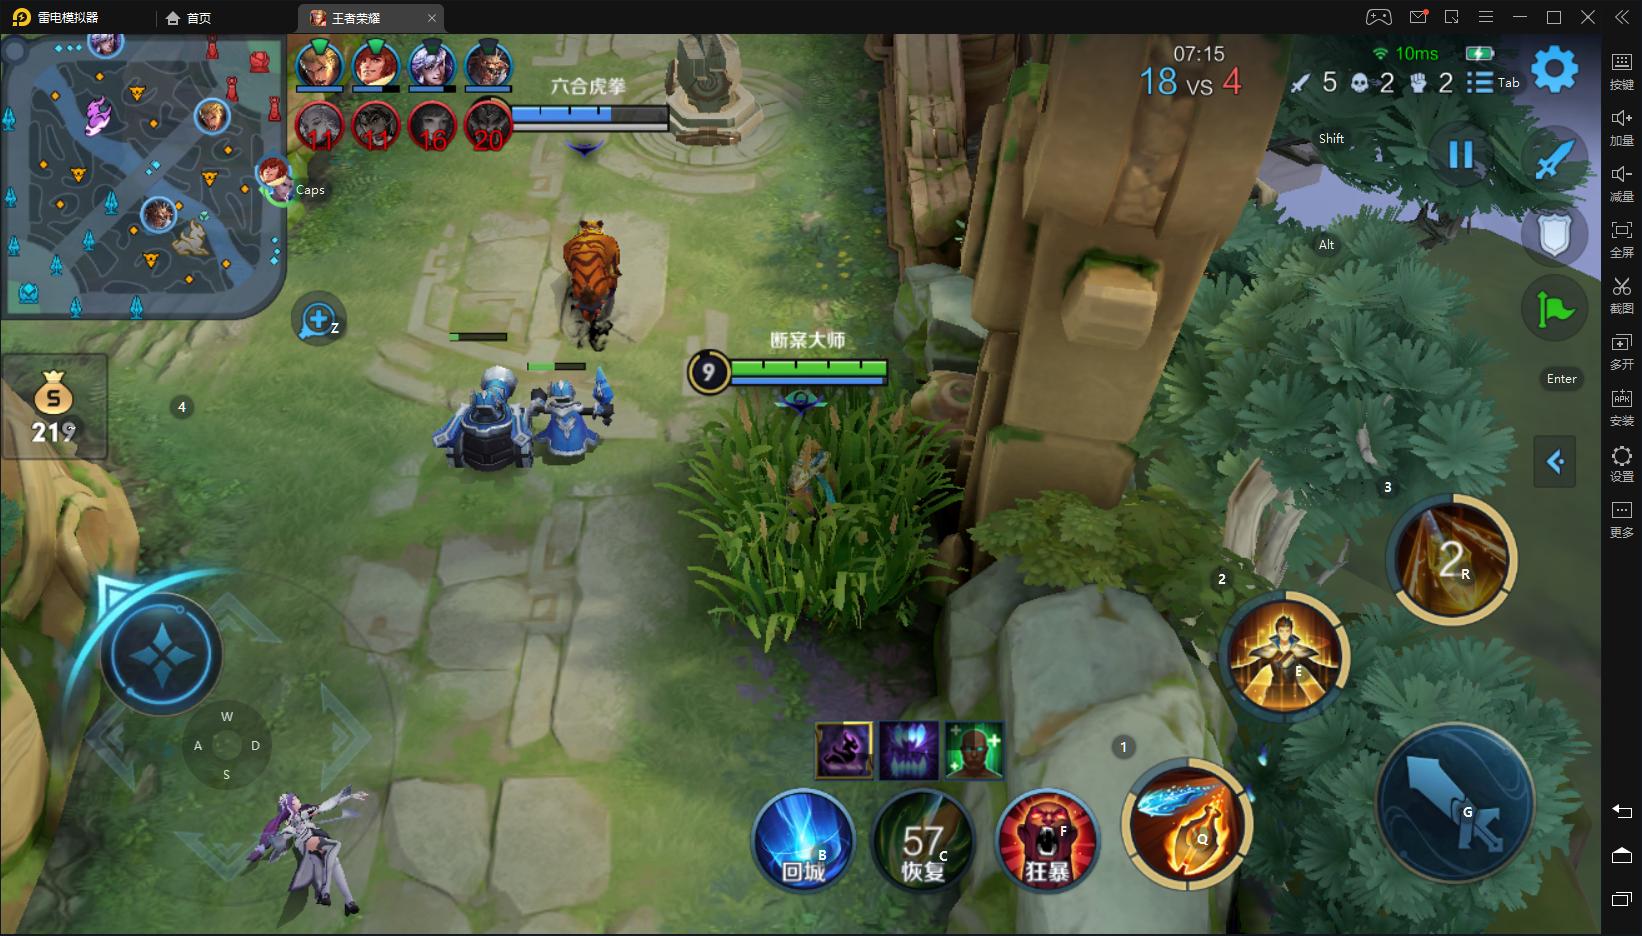 雷电模拟器
首页
王者荣耀
07:15
18 vs 4
10ms
5 2 2 Tab
11 11 16 20
六合虎拳
Caps
Shift
Alt
Enter
Z
断案大师
9
219
4
3
2
1
2 R
E
Q
G
W
A D
S
回城 B
57 恢复 C
狂暴 F
按键
加量
减量
全屏
截图
多开
APK
安装
设置
更多